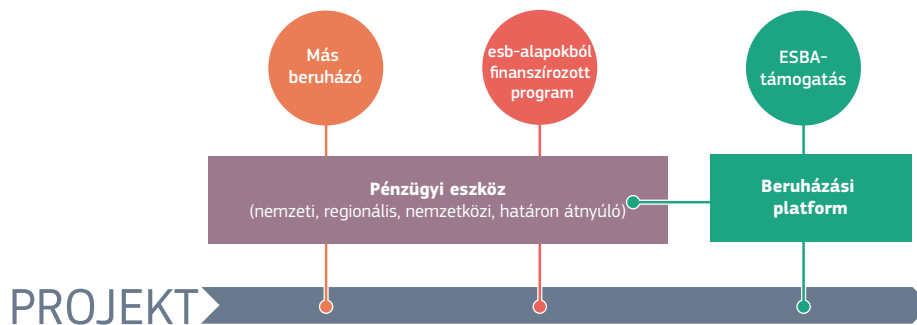 Más
beruházó
esb-alapokból
finanszírozott
program
ESBA-
támogatás
Pénzügyi eszköz
(nemzeti, regionális, nemzetközi, határon átnyúló)
Beruházási
platform
PROJEKT